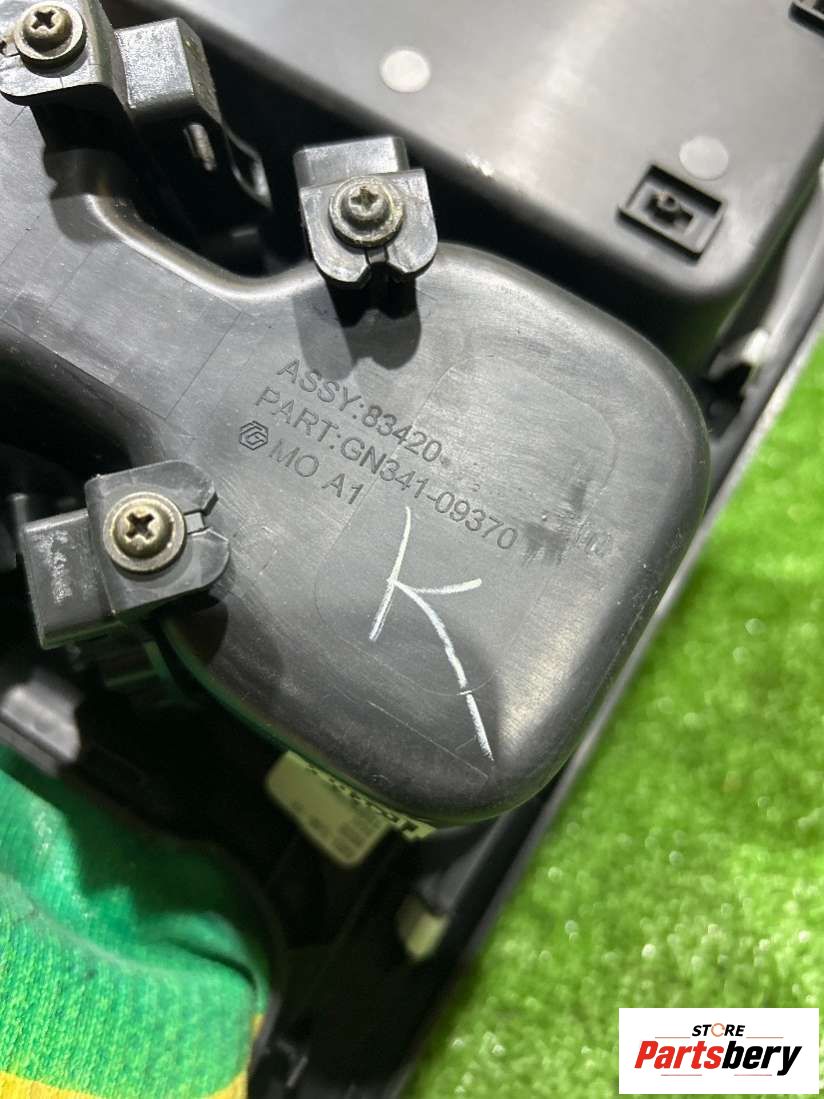 ASSY:83420-
PART:GN341-09370
MO A1
K
STORE
Partsbery